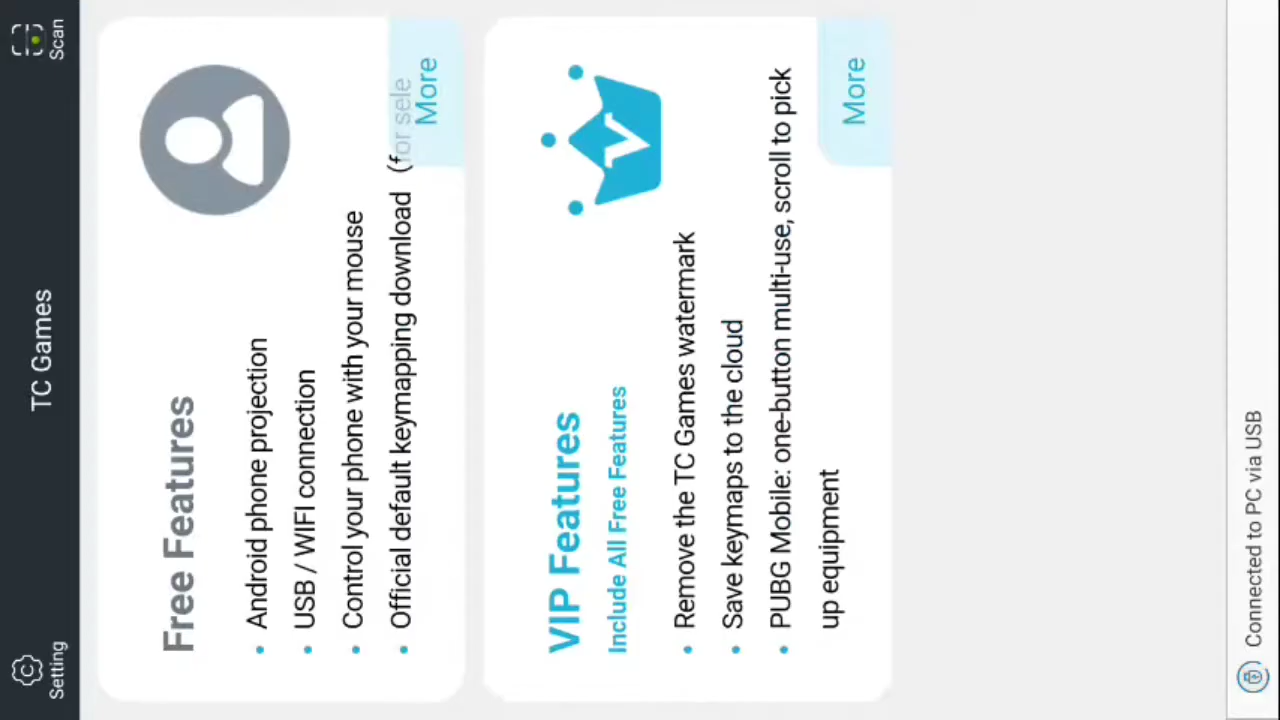 Setting
TC Games
Scan
Free Features
Android phone projection
USB / WIFI connection
Control your phone with your mouse
Official default keymapping download（for sele
More
VIP Features
Include All Free Features
Remove the TC Games watermark
Save keymaps to the cloud
PUBG Mobile: one-button multi-use, scroll to pick
up equipment
More
Connected to PC via USB